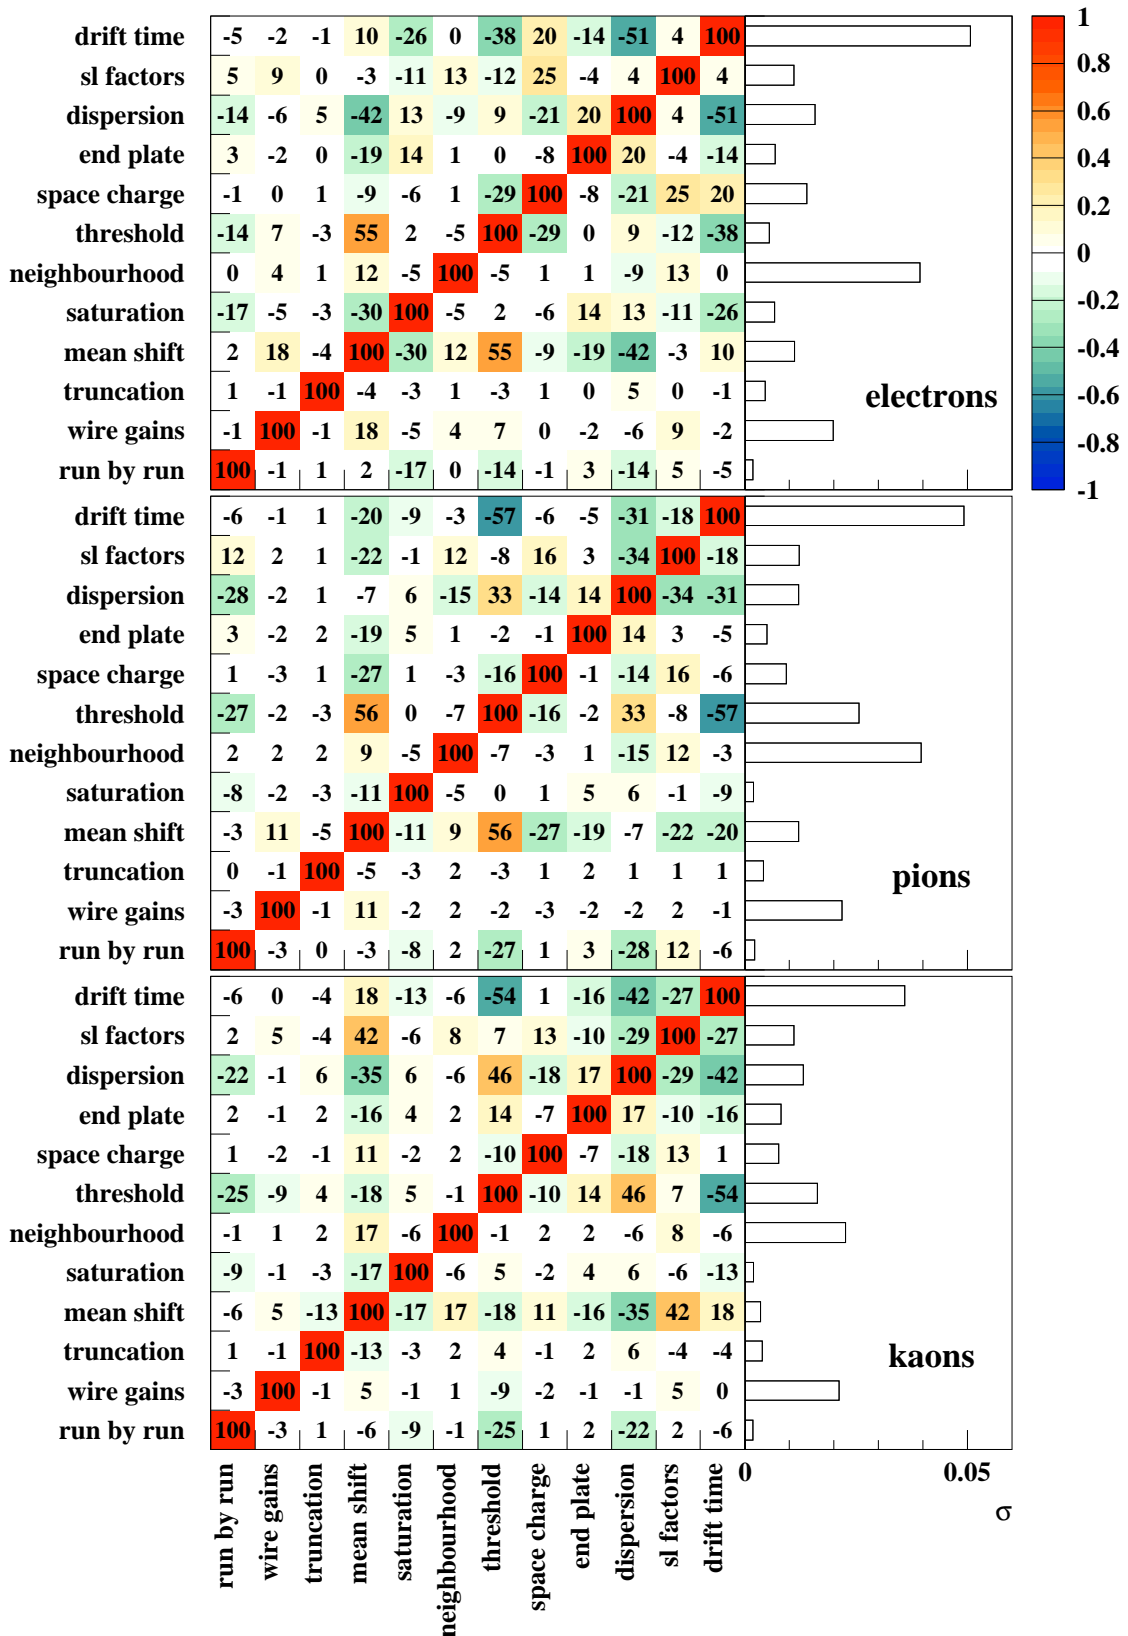 drift time -5 -2 -1 10 -26 0 -38 20 -14 -51 4 100
sl factors 5 9 0 -3 -11 13 -12 25 -4 4 100 4
dispersion -14 -6 5 -42 13 -9 9 -21 20 100 4 -51
end plate 3 -2 0 -19 14 1 0 -8 100 20 -4 -14
space charge -1 0 1 -9 -6 1 -29 100 -8 -21 25 20
threshold -14 7 -3 55 2 -5 100 -29 0 9 -12 -38
neighbourhood 0 4 1 12 -5 100 -5 1 1 -9 13 0
saturation -17 -5 -3 -30 100 -5 2 -6 14 13 -11 -26
mean shift 2 18 -4 100 -30 12 55 -9 -19 -42 -3 10
truncation 1 -1 100 -4 -3 1 -3 1 0 5 0 -1
electrons
wire gains -1 100 -1 18 -5 4 7 0 -2 -6 9 -2
run by run 100 -1 1 2 -17 0 -14 -1 3 -14 5 -5
1
0.8
0.6
0.4
0.2
0
-0.2
-0.4
-0.6
-0.8
-1
drift time -6 -1 1 -20 -9 -3 -57 -6 -5 -31 -18 100
sl factors 12 2 1 -22 -1 12 -8 16 3 -34 100 -18
dispersion -28 -2 1 -7 6 -15 33 -14 14 100 -34 -31
end plate 3 -2 2 -19 5 1 -2 -1 100 14 3 -5
space charge 1 -3 1 -27 1 -3 -16 100 -1 -14 16 -6
threshold -27 -2 -3 56 0 -7 100 -16 -2 33 -8 -57
neighbourhood 2 2 2 9 -5 100 -7 -3 1 -15 12 -3
saturation -8 -2 -3 -11 100 -5 0 1 5 6 -1 -9
mean shift -3 11 -5 100 -11 9 56 -27 -19 -7 -22 -20
truncation 0 -1 100 -5 -3 2 -3 1 2 1 1 1
pions
wire gains -3 100 -1 11 -2 2 -2 -3 -2 -2 2 -1
run by run 100 -3 0 -3 -8 2 -27 1 3 -28 12 -6
drift time -6 0 -4 18 -13 -6 -54 1 -16 -42 -27 100
sl factors 2 5 -4 42 -6 8 7 13 -10 -29 100 -27
dispersion -22 -1 6 -35 6 -6 46 -18 17 100 -29 -42
end plate 2 -1 2 -16 4 2 14 -7 100 17 -10 -16
space charge 1 -2 -1 11 -2 2 -10 100 -7 -18 13 1
threshold -25 -9 4 -18 5 -1 100 -10 14 46 7 -54
neighbourhood -1 1 2 17 -6 100 -1 2 2 -6 8 -6
saturation -9 -1 -3 -17 100 -6 5 -2 4 6 -6 -13
mean shift -6 5 -13 100 -17 17 -18 11 -16 -35 42 18
truncation 1 -1 100 -13 -3 2 4 -1 2 6 -4 -4
kaons
wire gains -3 100 -1 5 -1 1 -9 -2 -1 -1 5 0
run by run 100 -3 1 -6 -9 -1 -25 1 2 -22 2 -6
run by run
wire gains
truncation
mean shift
saturation
neighbourhood
threshold
space charge
end plate
dispersion
sl factors
drift time
0 0.05
σ